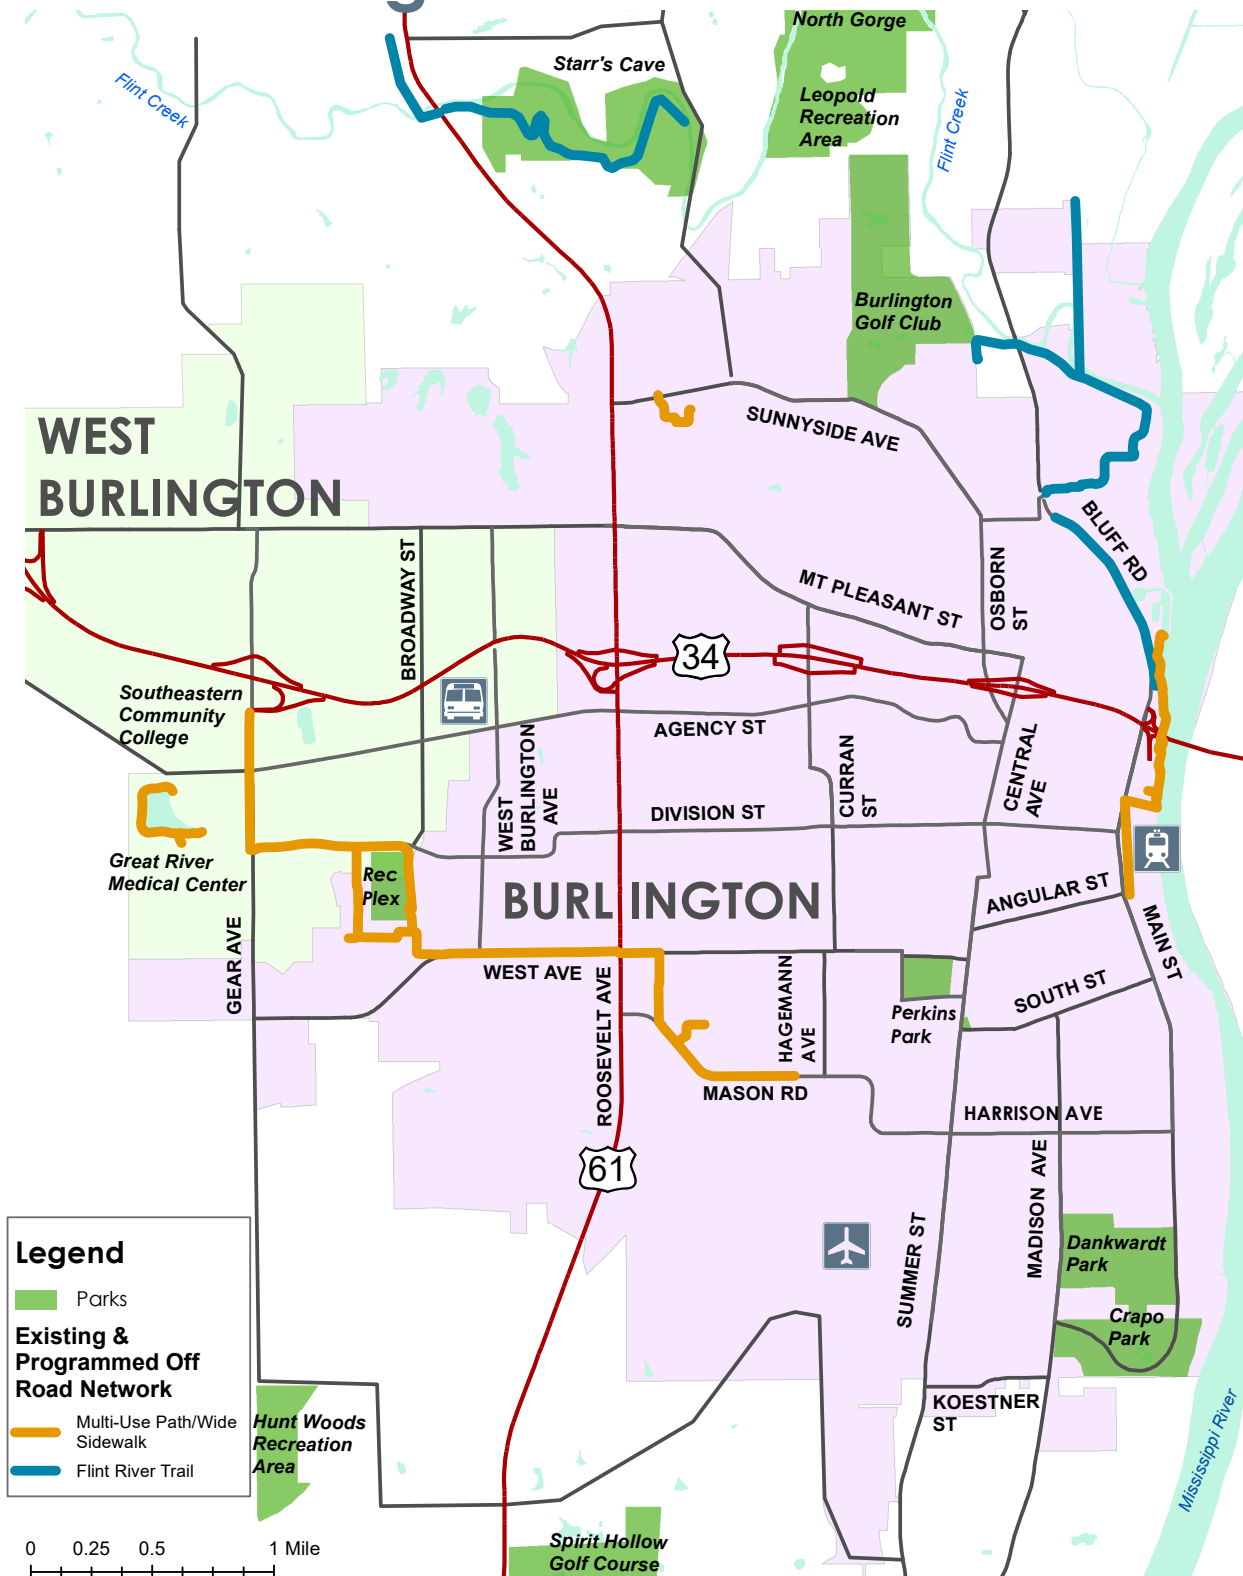 North Gorge
Starr's Cave
Flint Creek
Leopold
Recreation
Area
Flint Creek
Burlington
Golf Club
WEST
BURLINGTON
SUNNYSIDE AVE
BLUFF RD
BROADWAY ST
MT PLEASANT ST
OSBORN
ST
34
Southeastern
Community
College
AGENCY ST
WEST
BURLINGTON
AVE
CURRAN
ST
CENTRAL
AVE
DIVISION ST
Great River
Medical Center
Rec
Plex
BURLINGTON
ANGULAR ST
MAIN ST
GEAR AVE
WEST AVE
ROOSEVELT AVE
HAGEMANN
AVE
SOUTH ST
Perkins
Park
MASON RD
HARRISON AVE
61
MADISON AVE
SUMMER ST
Dankwardt
Park
Crapo
Park
KOESTNER
ST
Mississippi River
Legend
Parks
Existing &
Programmed Off
Road Network
Multi-Use Path/Wide
Sidewalk
Flint River Trail
Hunt Woods
Recreation
Area
Spirit Hollow
Golf Course
0 0.25 0.5 1 Mile